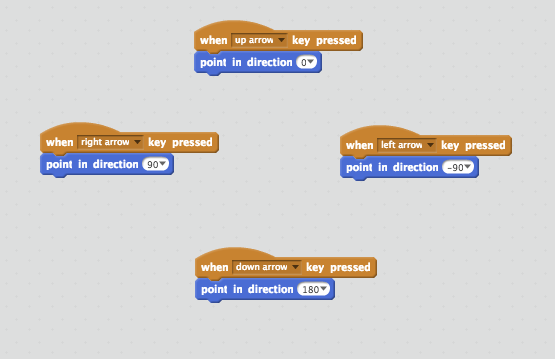 when up arrow key pressed
point in direction 0
when right arrow key pressed
point in direction 90
when left arrow key pressed
point in direction -90
when down arrow key pressed
point in direction 180